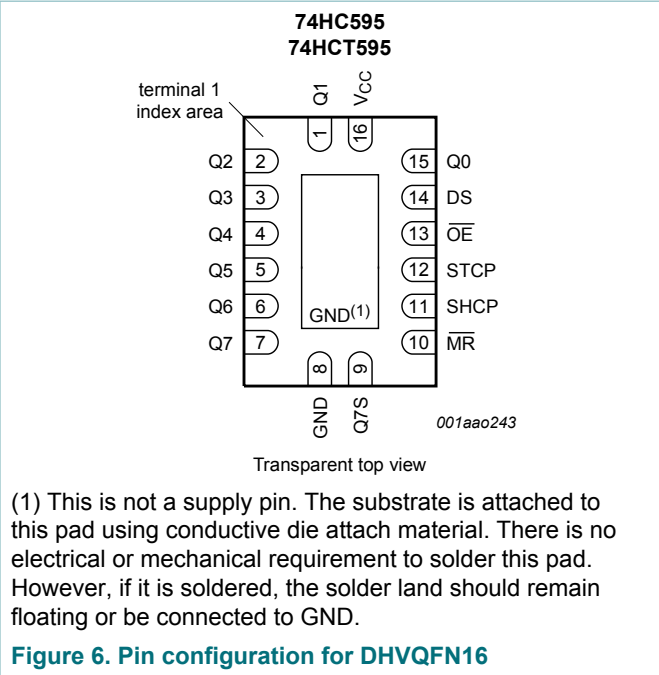 74HC595
74HCT595
terminal 1
index area
Q1
VCC
1
16
Q2 2
15 Q0
Q3 3
14 DS
Q4 4
13 OE
Q5 5
12 STCP
Q6 6
11 SHCP
GND(1)
Q7 7
10 MR
8
9
GND
Q7S
001aao243
Transparent top view
(1) This is not a supply pin. The substrate is attached to
this pad using conductive die attach material. There is no
electrical or mechanical requirement to solder this pad.
However, if it is soldered, the solder land should remain
floating or be connected to GND.
Figure 6. Pin configuration for DHVQFN16